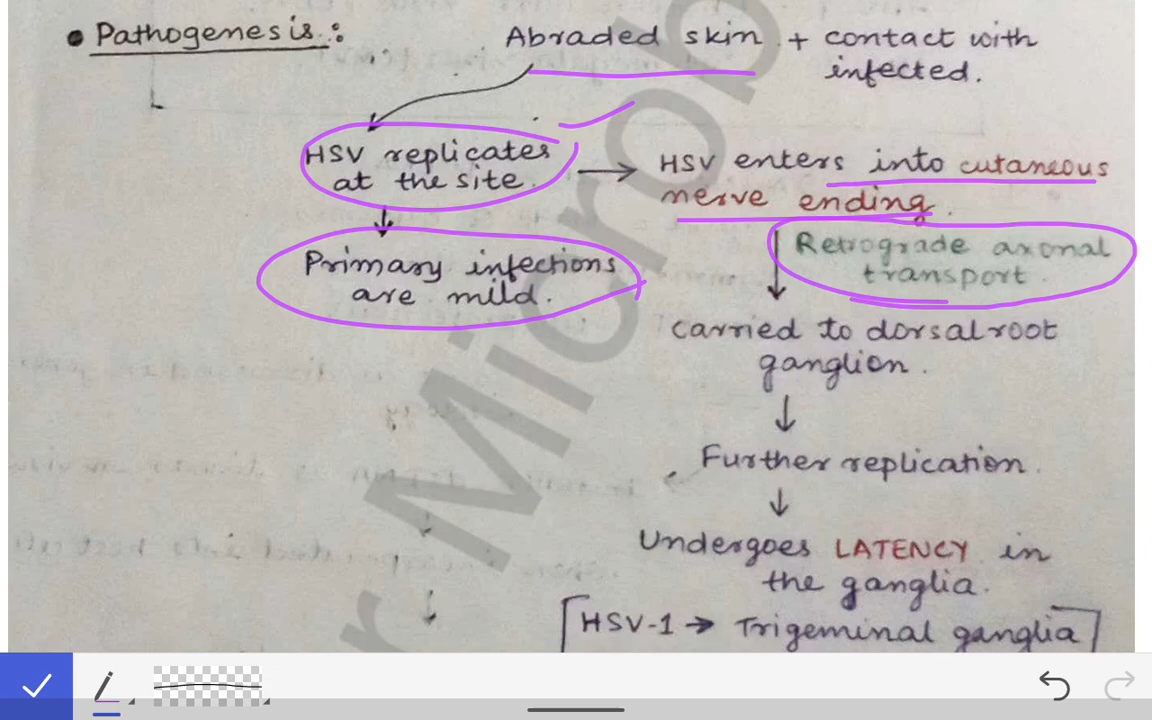 Pathogenesis :
Abraded skin + contact with
infected.
HSV replicates
at the site.
HSV enters into cutaneous
nerve ending.
Primary infections
are mild.
Retrograde axonal
transport.
carried to dorsal root
ganglion.
Further replication.
Undergoes LATENCY in
the ganglia.
[HSV-1 → Trigeminal ganglia]